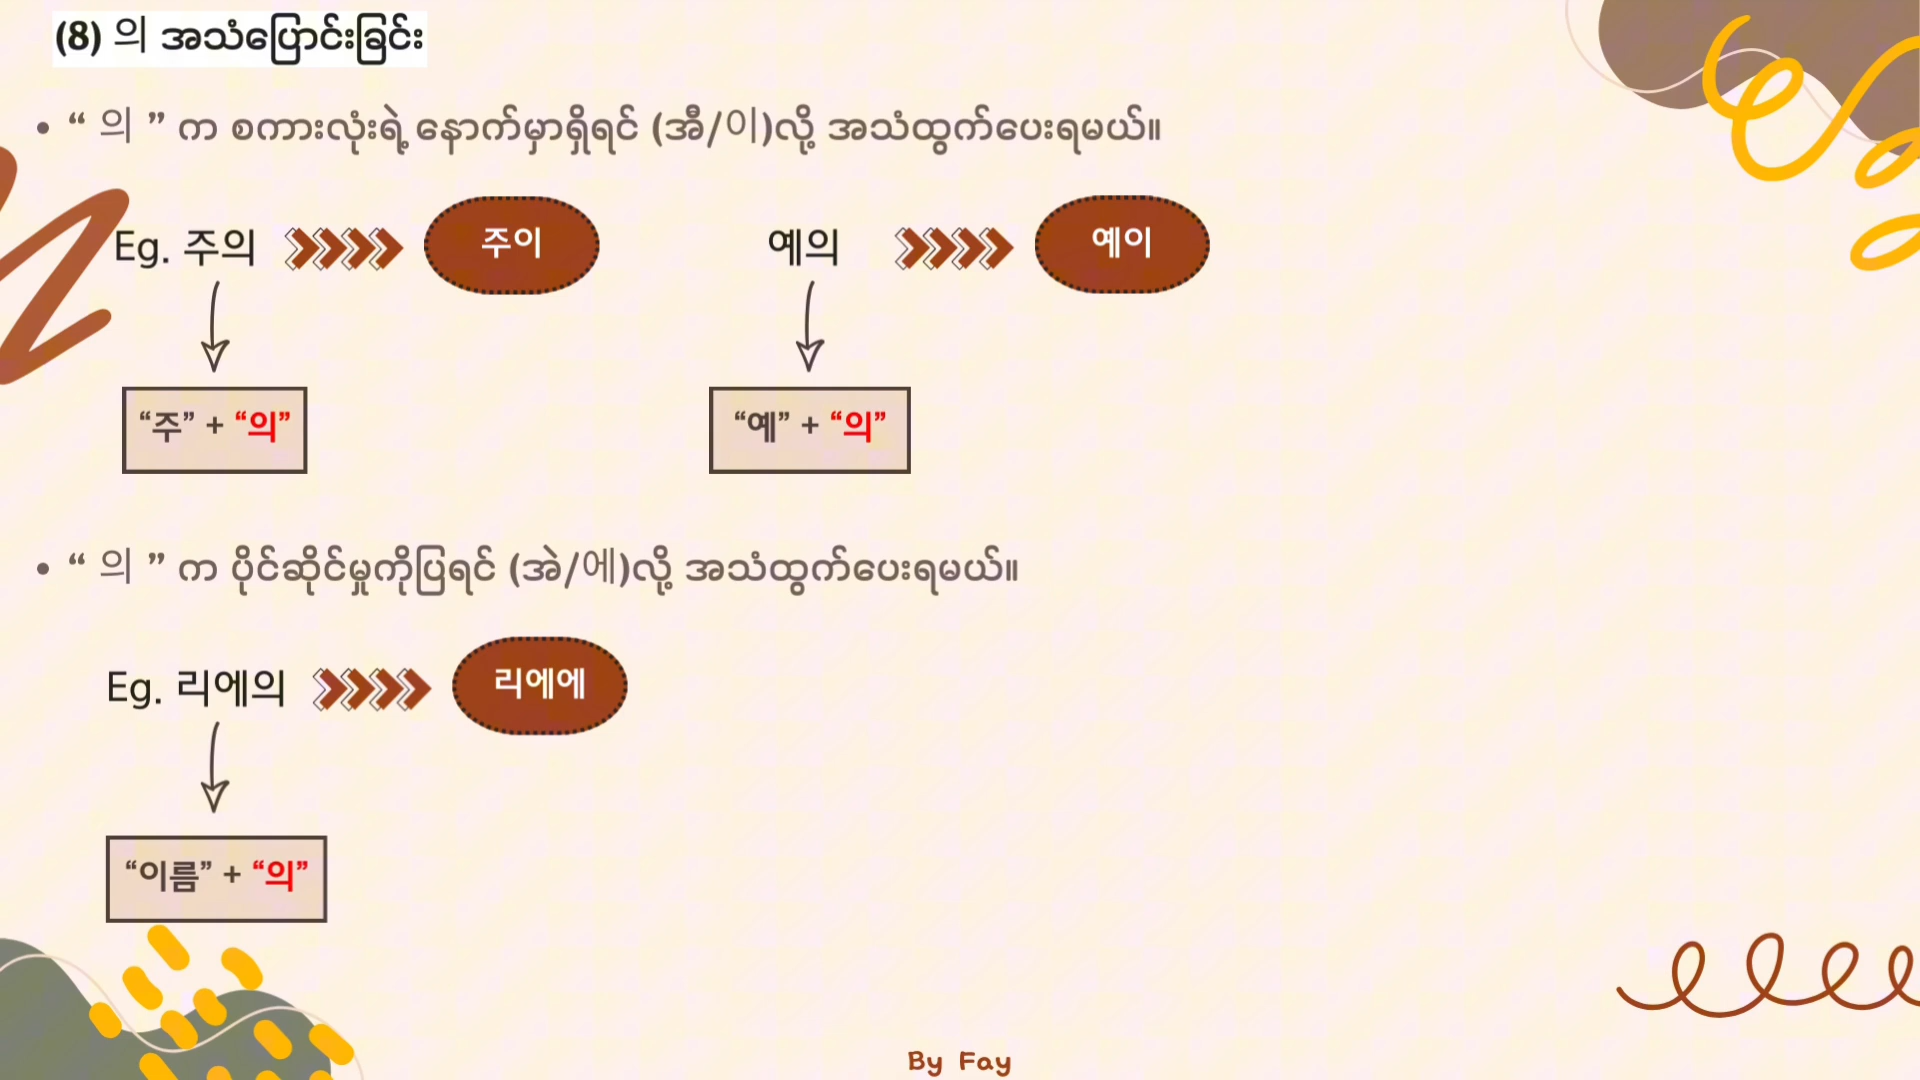 (8) 의 အသံပြောင်းခြင်း
• “ 의 ” က စကားလုံးရဲ့ နောက်မှာရှိရင် (အီ/이)လို့ အသံထွက်ပေးရမယ်။
Eg. 주의 주이 예의 예이
“주” + “의” “예” + “의”
• “ 의 ” က ပိုင်ဆိုင်မှုကိုပြရင် (အဲ/에)လို့ အသံထွက်ပေးရမယ်။
Eg. 리에의 리에에
“이름” + “의”
By Fay